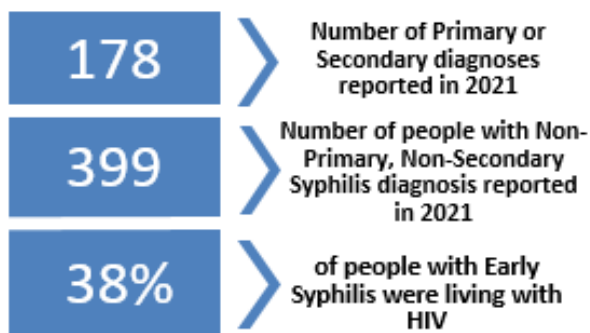 178
Number of Primary or
Secondary diagnoses
reported in 2021
399
Number of people with Non-
Primary, Non-Secondary
Syphilis diagnosis reported
in 2021
38%
of people with Early
Syphilis were living with
HIV